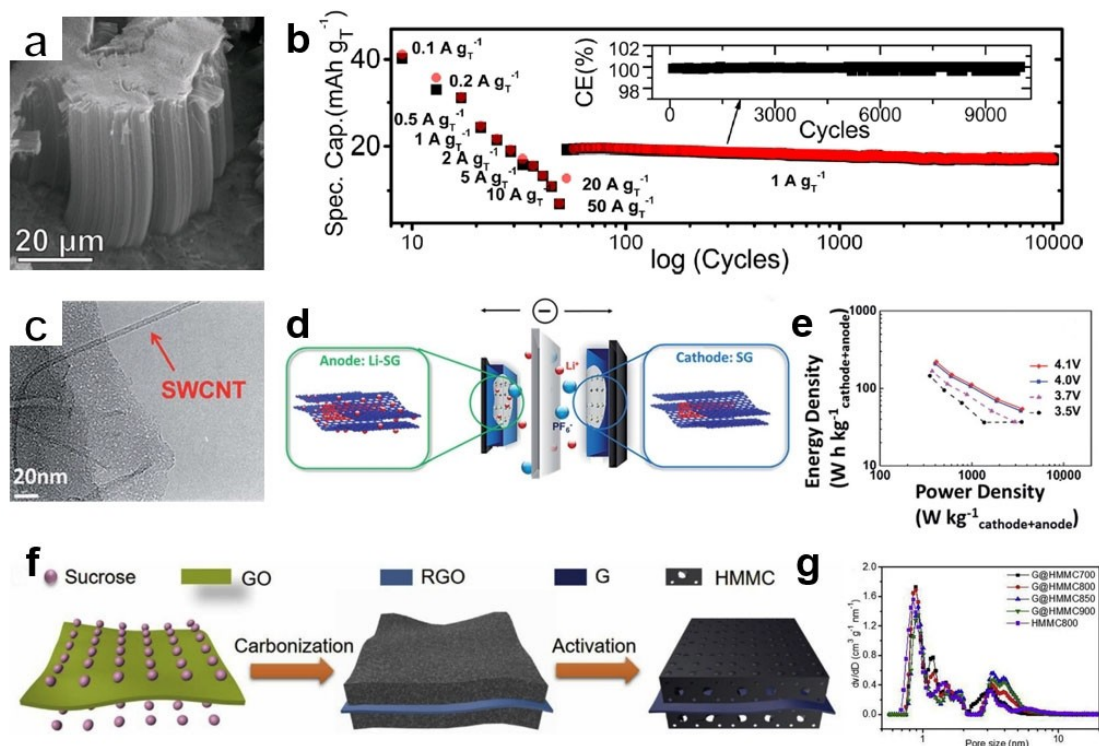 a
20 µm
b
Spec. Cap.(mAh g_T^-1)
40
20
0.1 A g_T^-1
0.2 A g_T^-1
0.5 A g_T^-1
1 A g_T^-1
2 A g_T^-1
5 A g_T^-1
10 A g_T
20 A g_T^-1
50 A g_T^-1
1 A g_T^-1
CE(%)
102
100
98
0 3000 6000 9000
Cycles
10 100 1000 10000
log (Cycles)
c
SWCNT
20nm
d
Anode: Li-SG
Li+
PF6-
Cathode: SG
e
Energy Density
(W h kg^-1 cathode+anode)
1000
100
10
4.1V
4.0V
3.7V
3.5V
100 1000 10000
Power Density
(W kg^-1 cathode+anode)
f
Sucrose GO RGO G HMMC
Carbonization
Activation
g
dv/dD (cm³ g^-1 nm^-1)
2.0
1.6
1.2
0.8
0.4
0.0
G@HMMC700
G@HMMC800
G@HMMC850
G@HMMC900
HMMC800
1 10
Pore size (nm)